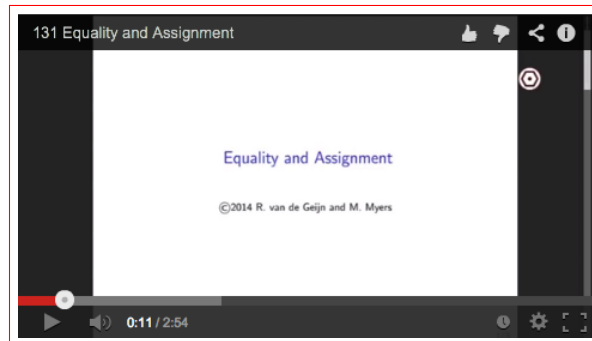 131 Equality and Assignment
Equality and Assignment
©2014 R. van de Geijn and M. Myers
0:11 / 2:54